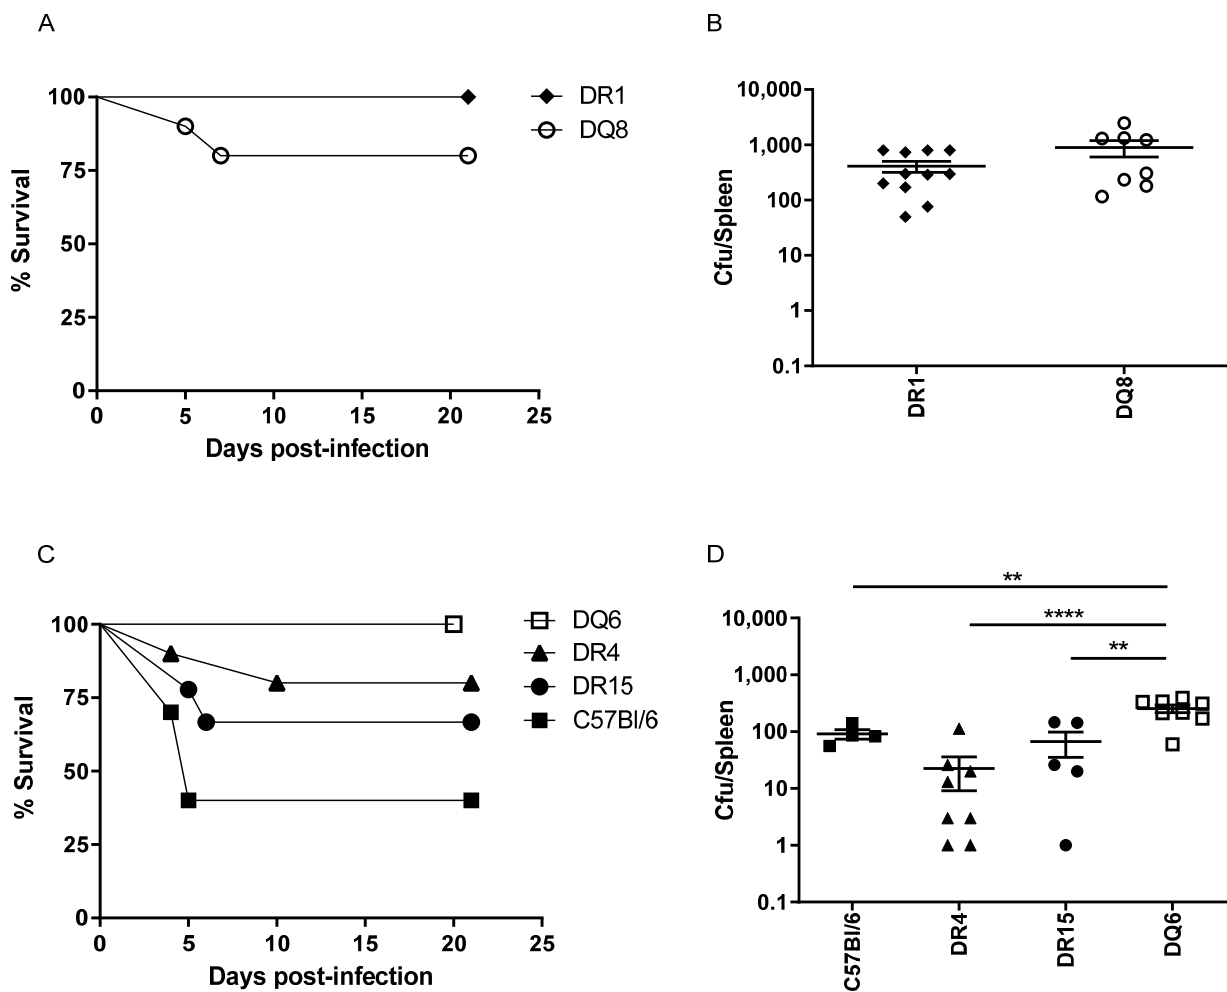 A
100
75
50
25
0
% Survival
0 5 10 15 20 25
Days post-infection
DR1
DQ8
B
10,000
1,000
100
10
1
0.1
Cfu/Spleen
DR1 DQ8
C
100
75
50
25
0
% Survival
0 5 10 15 20 25
Days post-infection
DQ6
DR4
DR15
C57Bl/6
D
**
****
**
10,000
1,000
100
10
1
0.1
Cfu/Spleen
C57Bl/6 DR4 DR15 DQ6